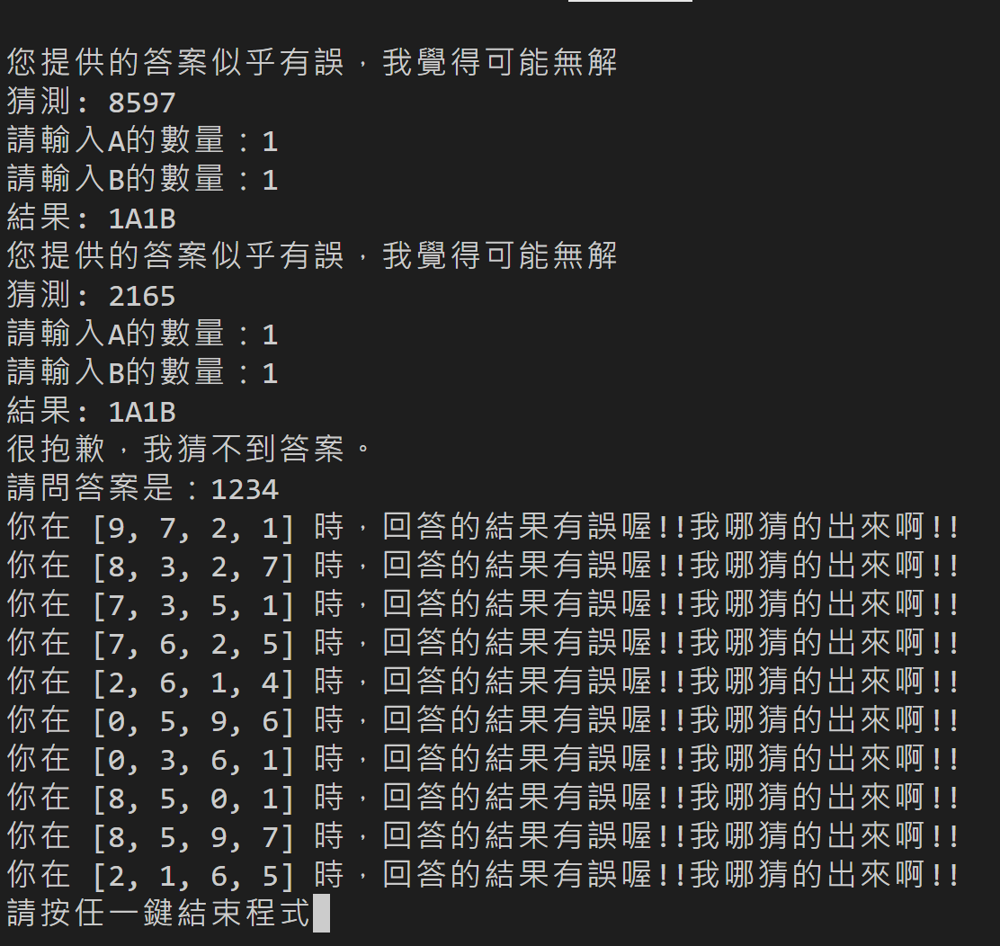 您提供的答案似乎有誤，我覺得可能無解
猜測: 8597
請輸入A的數量：1
請輸入B的數量：1
結果: 1A1B
您提供的答案似乎有誤，我覺得可能無解
猜測: 2165
請輸入A的數量：1
請輸入B的數量：1
結果: 1A1B
很抱歉，我猜不到答案。
請問答案是：1234
你在 [9, 7, 2, 1] 時，回答的結果有誤喔!!我哪猜的出來啊!!
你在 [8, 3, 2, 7] 時，回答的結果有誤喔!!我哪猜的出來啊!!
你在 [7, 3, 5, 1] 時，回答的結果有誤喔!!我哪猜的出來啊!!
你在 [7, 6, 2, 5] 時，回答的結果有誤喔!!我哪猜的出來啊!!
你在 [2, 6, 1, 4] 時，回答的結果有誤喔!!我哪猜的出來啊!!
你在 [0, 5, 9, 6] 時，回答的結果有誤喔!!我哪猜的出來啊!!
你在 [0, 3, 6, 1] 時，回答的結果有誤喔!!我哪猜的出來啊!!
你在 [8, 5, 0, 1] 時，回答的結果有誤喔!!我哪猜的出來啊!!
你在 [8, 5, 9, 7] 時，回答的結果有誤喔!!我哪猜的出來啊!!
你在 [2, 1, 6, 5] 時，回答的結果有誤喔!!我哪猜的出來啊!!
請按任一鍵結束程式